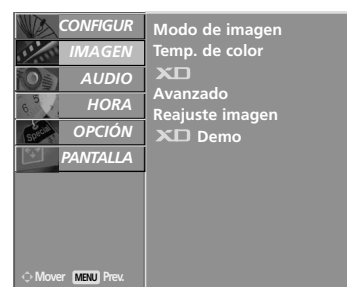 CONFIGUR
IMAGEN
AUDIO
HORA
OPCIÓN
PANTALLA
Modo de imagen
Temp. de color
XD
Avanzado
Reajuste imagen
XD Demo
Special
Mover MENU Prev.